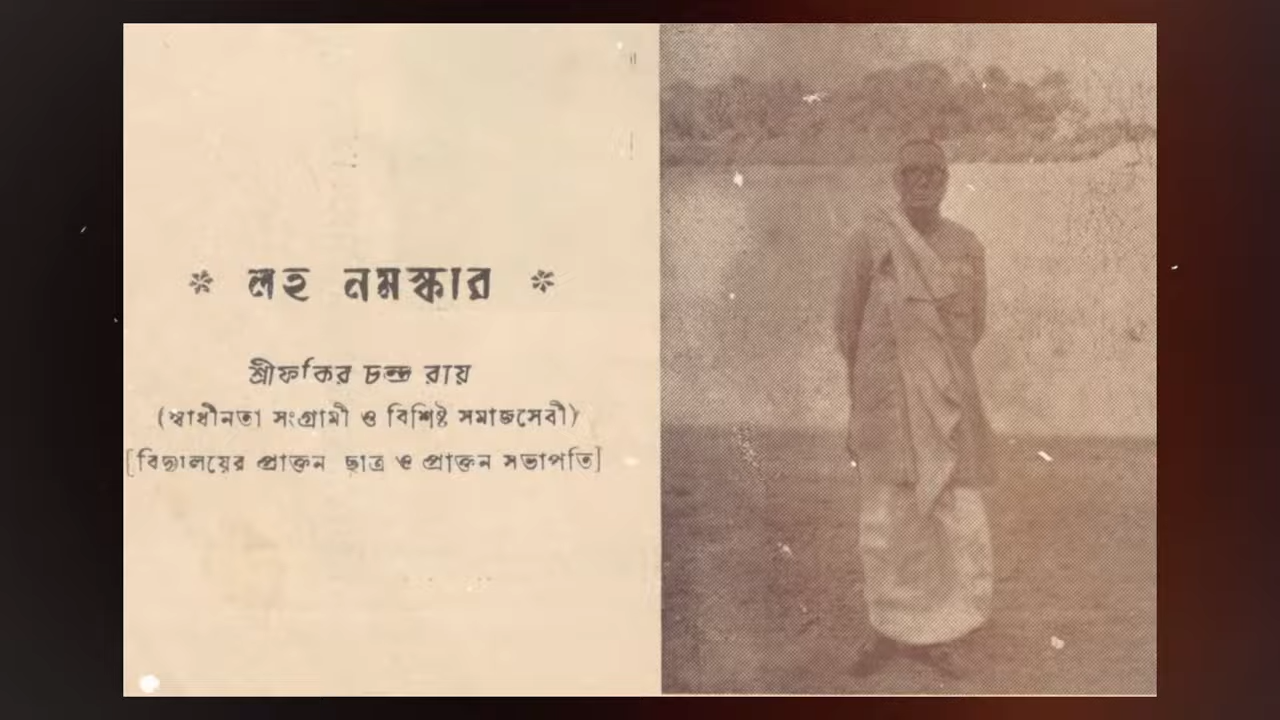 * লহ নমস্কার *
শ্রীফকির চন্দ্র রায়
(স্বাধীনতা সংগ্রামী ও বিশিষ্ট সমাজসেবী)
[বিদ্যালয়ের প্রাক্তন ছাত্র ও প্রাক্তন সভাপতি]